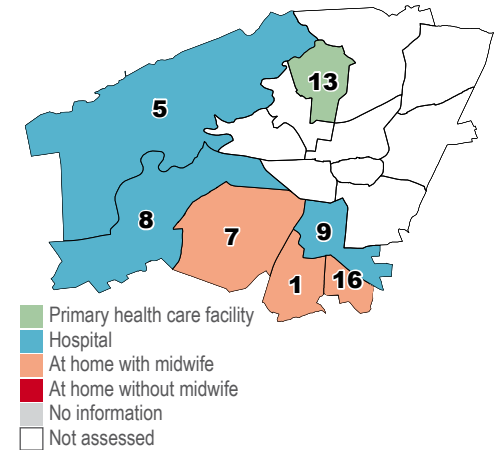 13
5
8
7
9
1
16
Primary health care facility
Hospital
At home with midwife
At home without midwife
No information
Not assessed